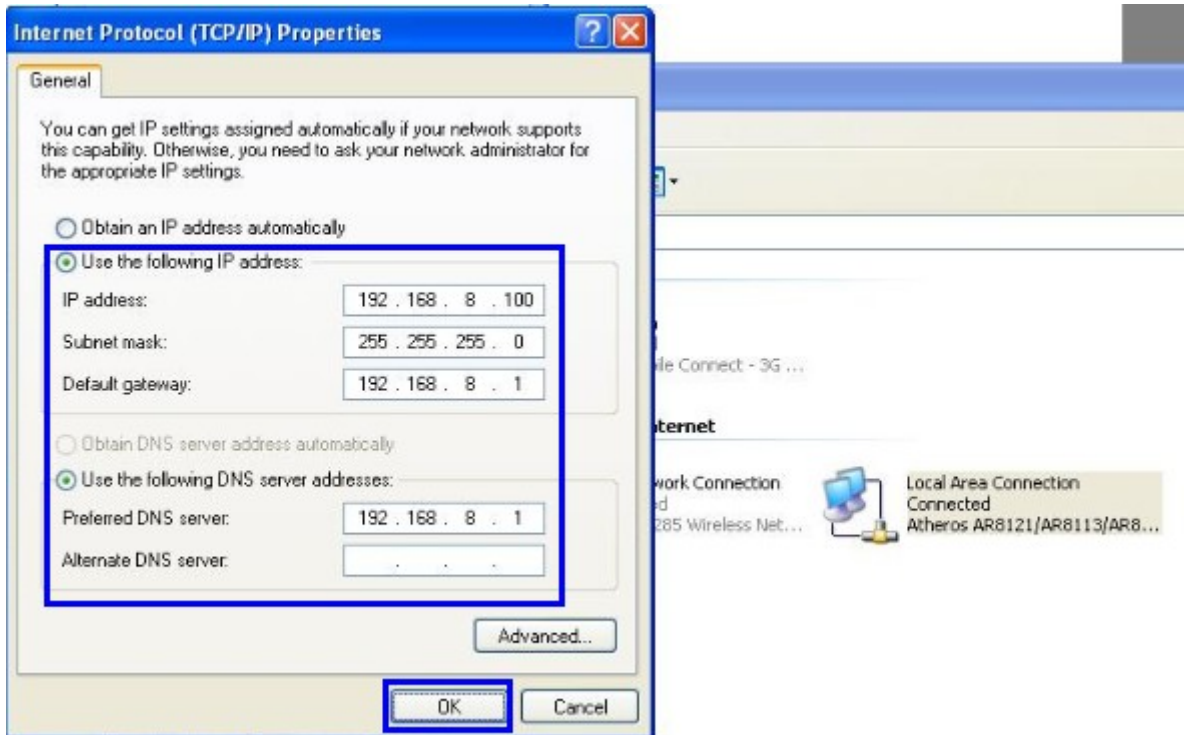 Internet Protocol (TCP/IP) Properties
General
You can get IP settings assigned automatically if your network supports
this capability. Otherwise, you need to ask your network administrator for
the appropriate IP settings.
Obtain an IP address automatically
Use the following IP address:
IP address: 192 . 168 . 8 . 100
Subnet mask: 255 . 255 . 255 . 0
Default gateway: 192 . 168 . 8 . 1
Obtain DNS server address automatically
Use the following DNS server addresses:
Preferred DNS server: 192 . 168 . 8 . 1
Alternate DNS server: . . .
Advanced...
OK Cancel
Connect - 3G ...
Connection
285 Wireless Net...
Local Area Connection
Connected
Atheros AR8121/AR8113/AR8...